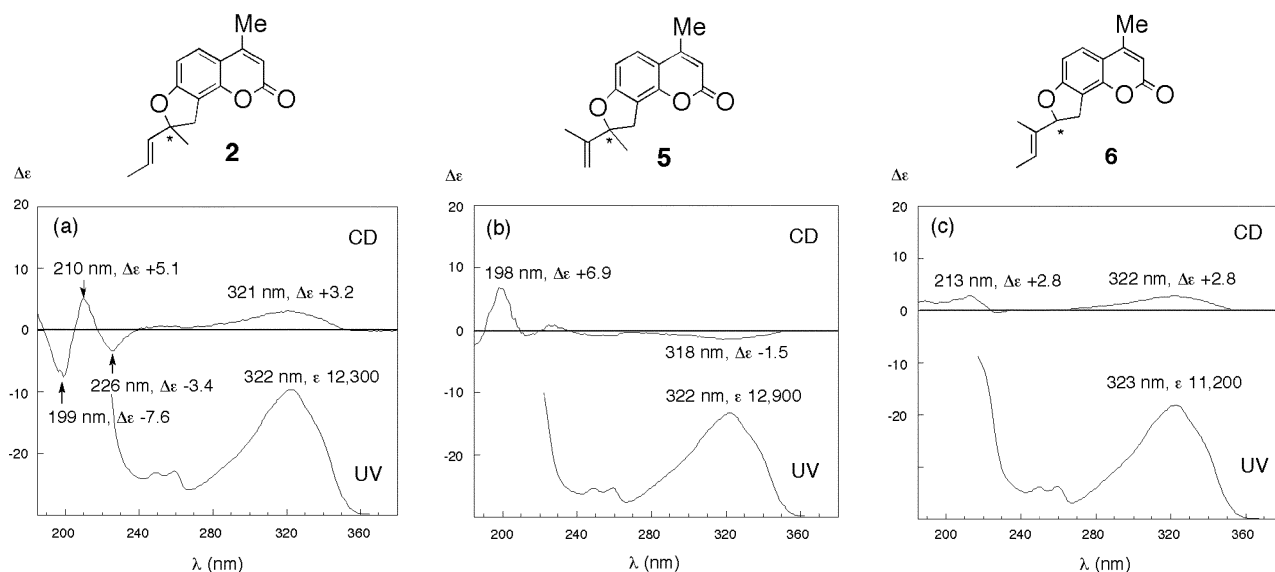 Me
O
O
O
*
2
Me
O
O
O
*
5
Me
O
O
O
*
6
Δε
20
10
0
-10
-20
(a)
CD
210 nm, Δε +5.1
321 nm, Δε +3.2
226 nm, Δε -3.4
199 nm, Δε -7.6
322 nm, ε 12,300
UV
200 240 280 320 360
λ (nm)
Δε
20
10
0
-10
-20
(b)
CD
198 nm, Δε +6.9
318 nm, Δε -1.5
322 nm, ε 12,900
UV
200 240 280 320 360
λ (nm)
Δε
20
10
0
-10
-20
(c)
CD
213 nm, Δε +2.8
322 nm, Δε +2.8
323 nm, ε 11,200
UV
200 240 280 320 360
λ (nm)